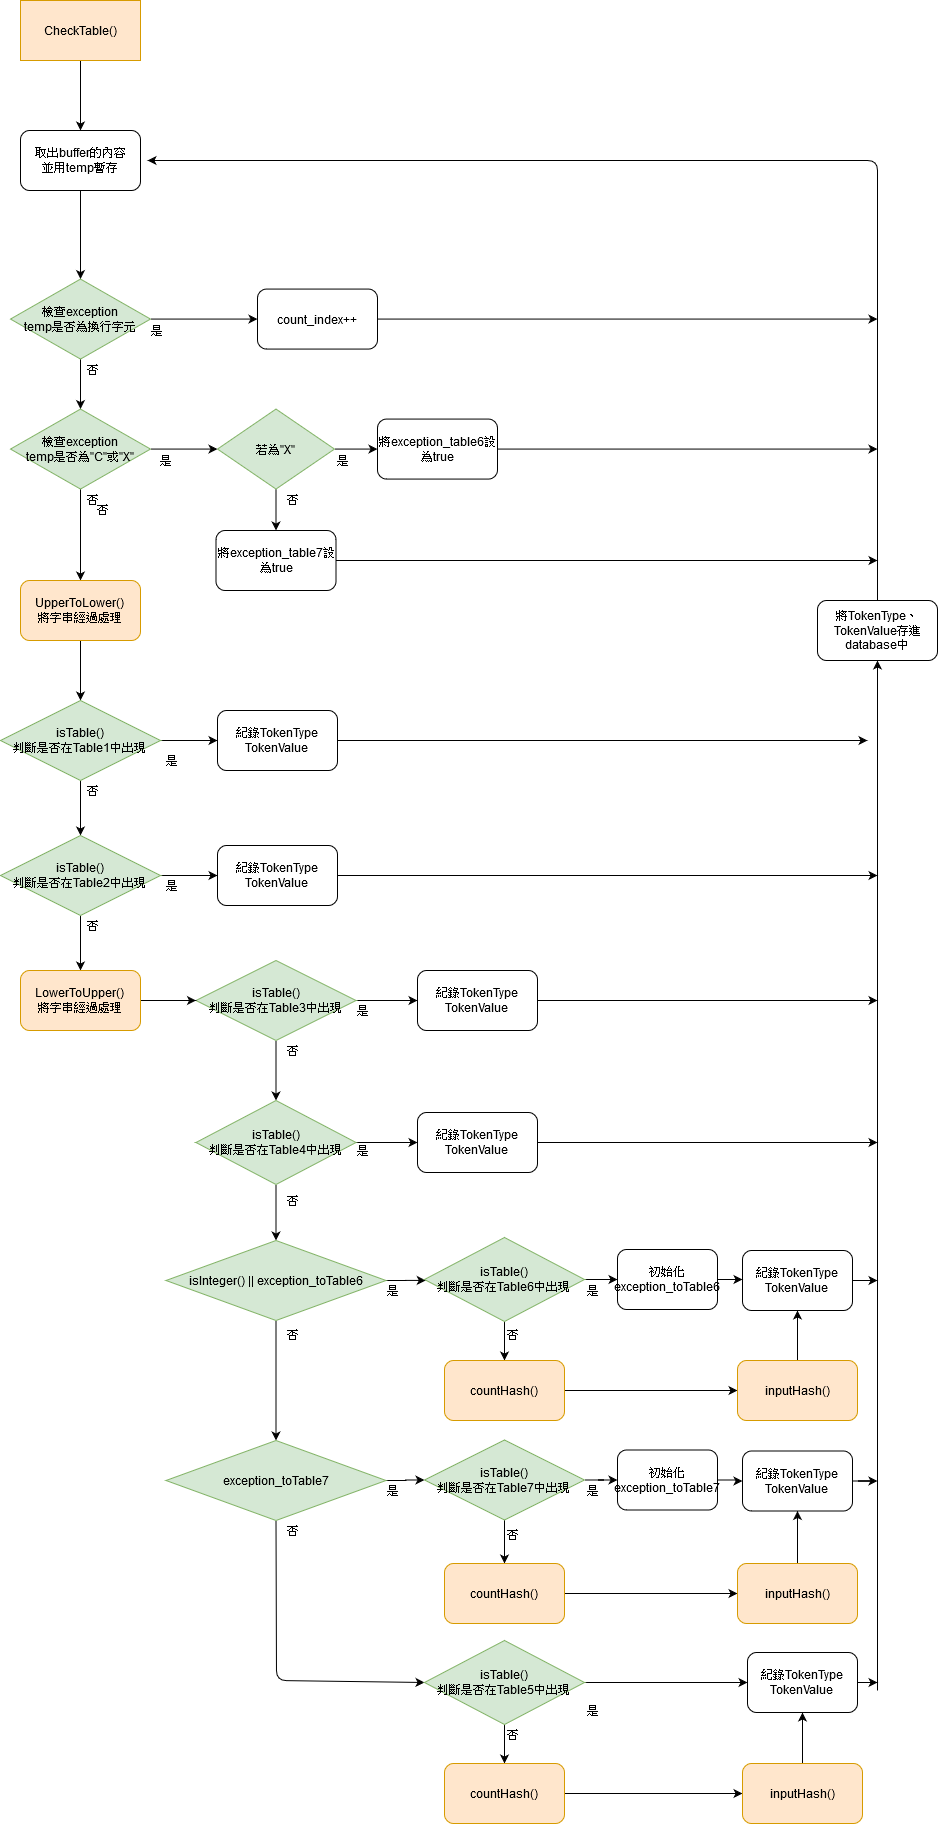 CheckTable()
取出buffer的內容
並用temp暫存
檢查exception
temp是否為換行字元
是
count_index++
否
檢查exception
temp是否為"C"或"X"
是
若為"X"
是
將exception_table6設
為true
否
否
否
將exception_table7設
為true
UpperToLower()
將字串經過處理
將TokenType、
TokenValue存進
database中
isTable()
判斷是否在Table1中出現
是
紀錄TokenType
TokenValue
否
isTable()
判斷是否在Table2中出現
是
紀錄TokenType
TokenValue
否
LowerToUpper()
將字串經過處理
isTable()
判斷是否在Table3中出現
是
紀錄TokenType
TokenValue
否
isTable()
判斷是否在Table4中出現
是
紀錄TokenType
TokenValue
否
isInteger() || exception_toTable6
是
isTable()
判斷是否在Table6中出現
是
初始化
exception_toTable6
紀錄TokenType
TokenValue
否
否
countHash()
inputHash()
exception_toTable7
是
isTable()
判斷是否在Table7中出現
是
初始化
exception_toTable7
紀錄TokenType
TokenValue
否
否
countHash()
inputHash()
isTable()
判斷是否在Table5中出現
是
紀錄TokenType
TokenValue
否
countHash()
inputHash()